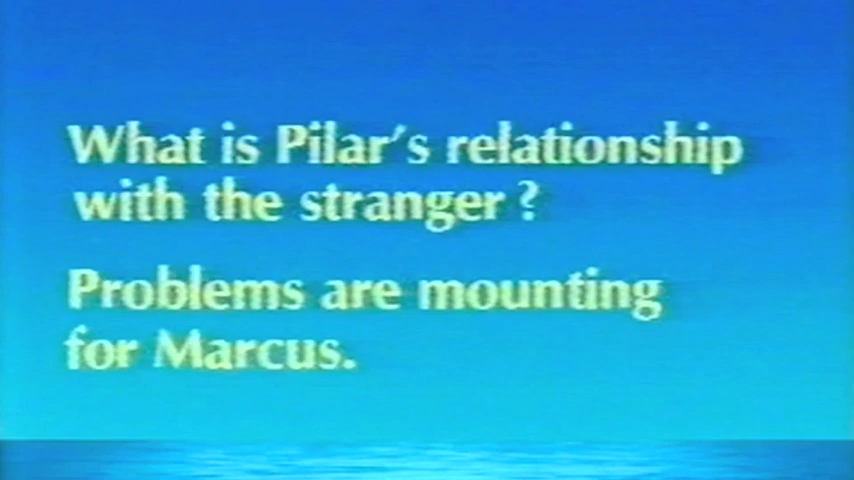 What is Pilar's relationship
with the stranger?
Problems are mounting
for Marcus.